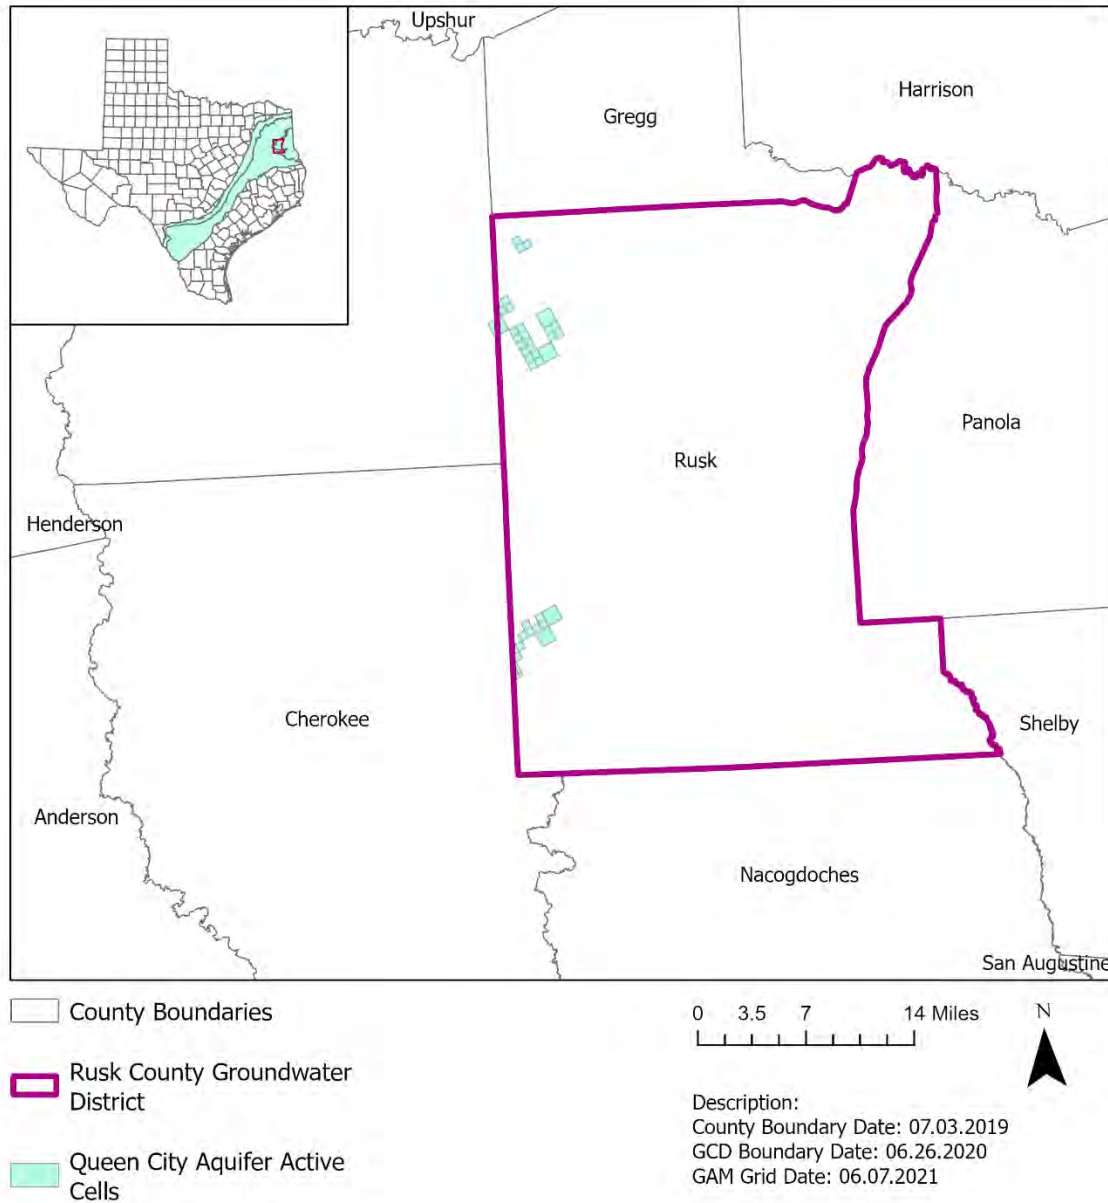 Upshur
Harrison
Gregg
Panola
Rusk
Henderson
Cherokee
Shelby
Anderson
Nacogdoches
San Augustine
County Boundaries
Rusk County Groundwater
District
Queen City Aquifer Active
Cells
0 3.5 7 14 Miles
N
Description:
County Boundary Date: 07.03.2019
GCD Boundary Date: 06.26.2020
GAM Grid Date: 06.07.2021